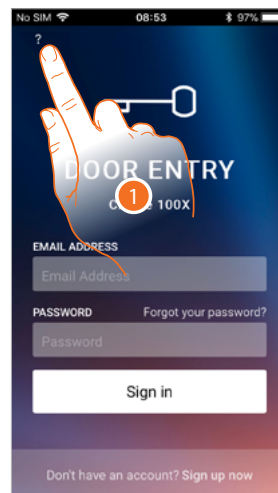 No SIM 08:53 97%
?
DOOR ENTRY
100X
1
EMAIL ADDRESS
Email Address
PASSWORD Forgot your password?
Password
Sign in
Don't have an account? Sign up now